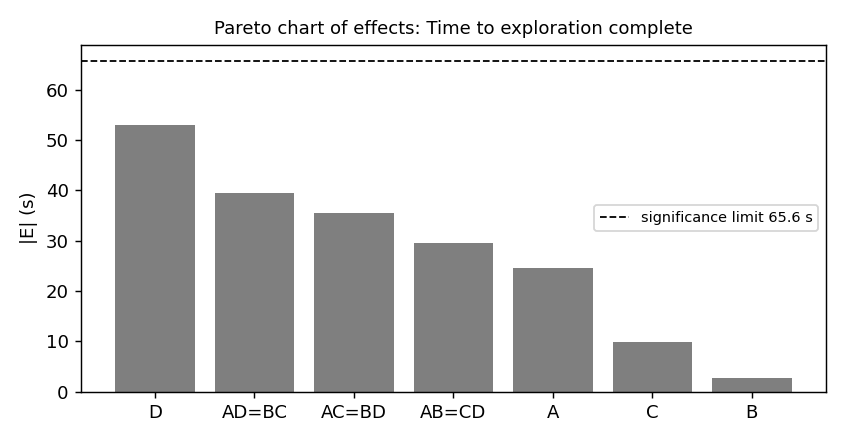 Pareto chart of effects: Time to exploration complete
|E| (s)
60
50
40
30
20
10
0
significance limit 65.6 s
D AD=BC AC=BD AB=CD A C B